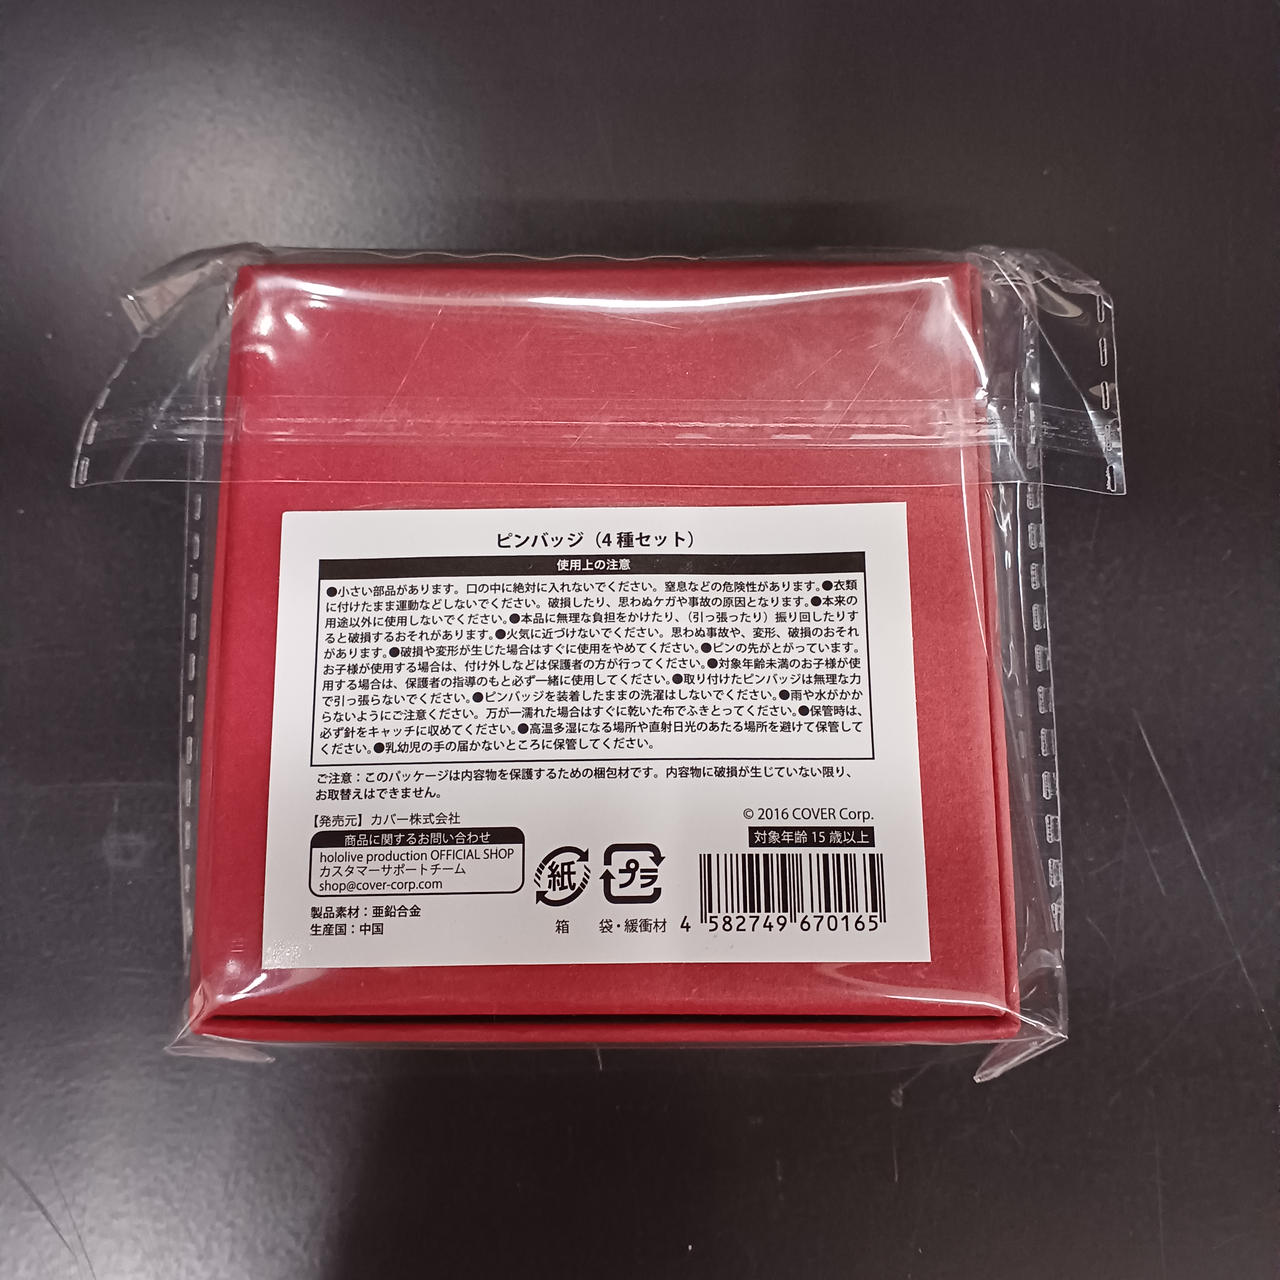 ピンバッジ（4種セット）
使用上の注意
●小さい部品があります。口の中に絶対に入れないでください。窒息などの危険性があります。●衣類
に付けたまま運動などしないでください。破損したり、思わぬケガや事故の原因となります。●本来の
用途以外に使用しないでください。●本品に無理な負担をかけたり、（引っ張ったり）振り回したりす
ると破損するおそれがあります。●火気に近づけないでください。思わぬ事故や、変形、破損のおそれ
があります。●破損や変形が生じた場合はすぐに使用をやめてください。●ピンの先がとがっています。
お子様が使用する場合は、付け外しなどは保護者の方が行ってください。●対象年齢未満のお子様が使
用する場合は、保護者の指導のもと必ず一緒に使用してください。●取り付けたピンバッジは無理な力
で引っ張らないでください。●ピンバッジを装着したままの洗濯はしないでください。●雨や水がかか
らないようにご注意ください。万が一濡れた場合はすぐに乾いた布でふきとってください。●保管時は、
必ず針をキャッチに収めてください。●高温多湿になる場所や直射日光のあたる場所を避けて保管して
ください。●乳幼児の手の届かないところに保管してください。
ご注意：このパッケージは内容物を保護するための梱包材です。内容物に破損が生じていない限り、
お取替えはできません。
【発売元】カバー株式会社
商品に関するお問い合わせ
hololive production OFFICIAL SHOP
カスタマーサポートチーム
shop@cover-corp.com
製品素材：亜鉛合金
生産国：中国
紙
箱
プラ
袋・緩衝材
© 2016 COVER Corp.
対象年齢 15 歳以上
4 582749 670165